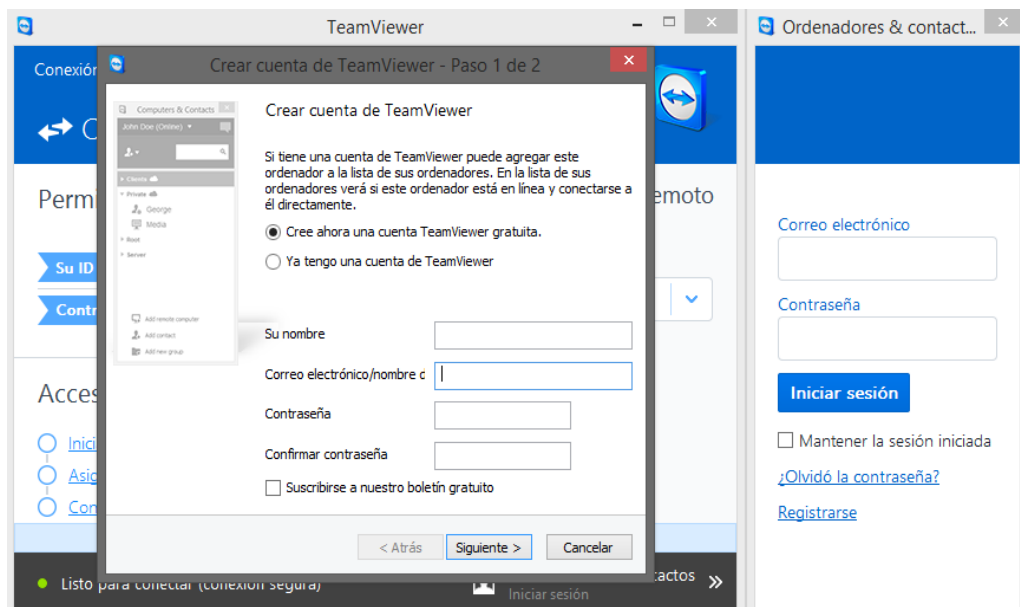 TeamViewer
Conexión
Permi
emoto
Su ID
Contr
Acces
Inici
Asig
Con
Listo para conectar (conexión segura)
tactos
Iniciar sesión
Crear cuenta de TeamViewer - Paso 1 de 2
Computers & Contacts
John Doe (Online)
Clients
Private
George
Media
Root
Server
Add remote computer
Add contact
Add new group
Crear cuenta de TeamViewer
Si tiene una cuenta de TeamViewer puede agregar este
ordenador a la lista de sus ordenadores. En la lista de sus
ordenadores verá si este ordenador está en línea y conectarse a
él directamente.
Cree ahora una cuenta TeamViewer gratuita.
Ya tengo una cuenta de TeamViewer
Su nombre
Correo electrónico/nombre d
Contraseña
Confirmar contraseña
Suscribirse a nuestro boletín gratuito
< Atrás
Siguiente >
Cancelar
Ordenadores & contact...
Correo electrónico
Contraseña
Iniciar sesión
Mantener la sesión iniciada
¿Olvidó la contraseña?
Registrarse